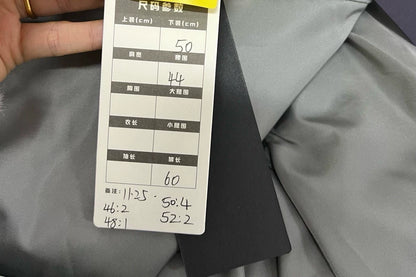 尺码参数
上装(cm) 下装(cm)
50
肩宽 腰围
44
胸围 大腿围
衣长 小腿围
袖长 裤长
60
备注: 11.25 -
46:2 50:4
48:1 52:2